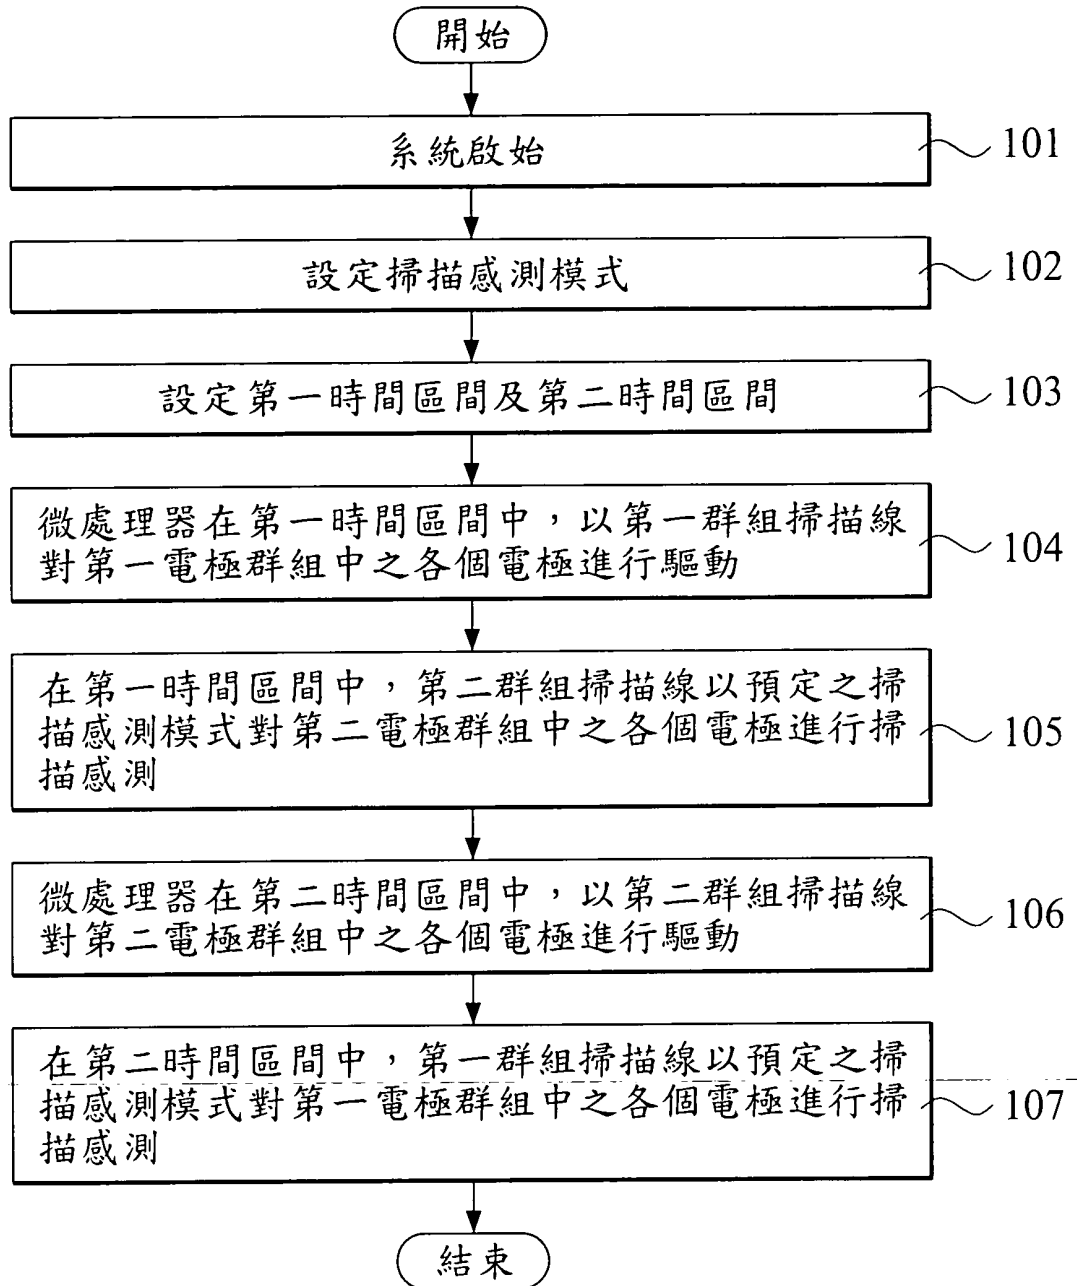 開始
系統啟始
101
設定掃描感測模式
102
設定第一時間區間及第二時間區間
103
微處理器在第一時間區間中，以第一群組掃描線
對第一電極群組中之各個電極進行驅動
104
在第一時間區間中，第二群組掃描線以預定之掃
描感測模式對第二電極群組中之各個電極進行掃
描感測
105
微處理器在第二時間區間中，以第二群組掃描線
對第二電極群組中之各個電極進行驅動
106
在第二時間區間中，第一群組掃描線以預定之掃
描感測模式對第一電極群組中之各個電極進行掃
描感測
107
結束